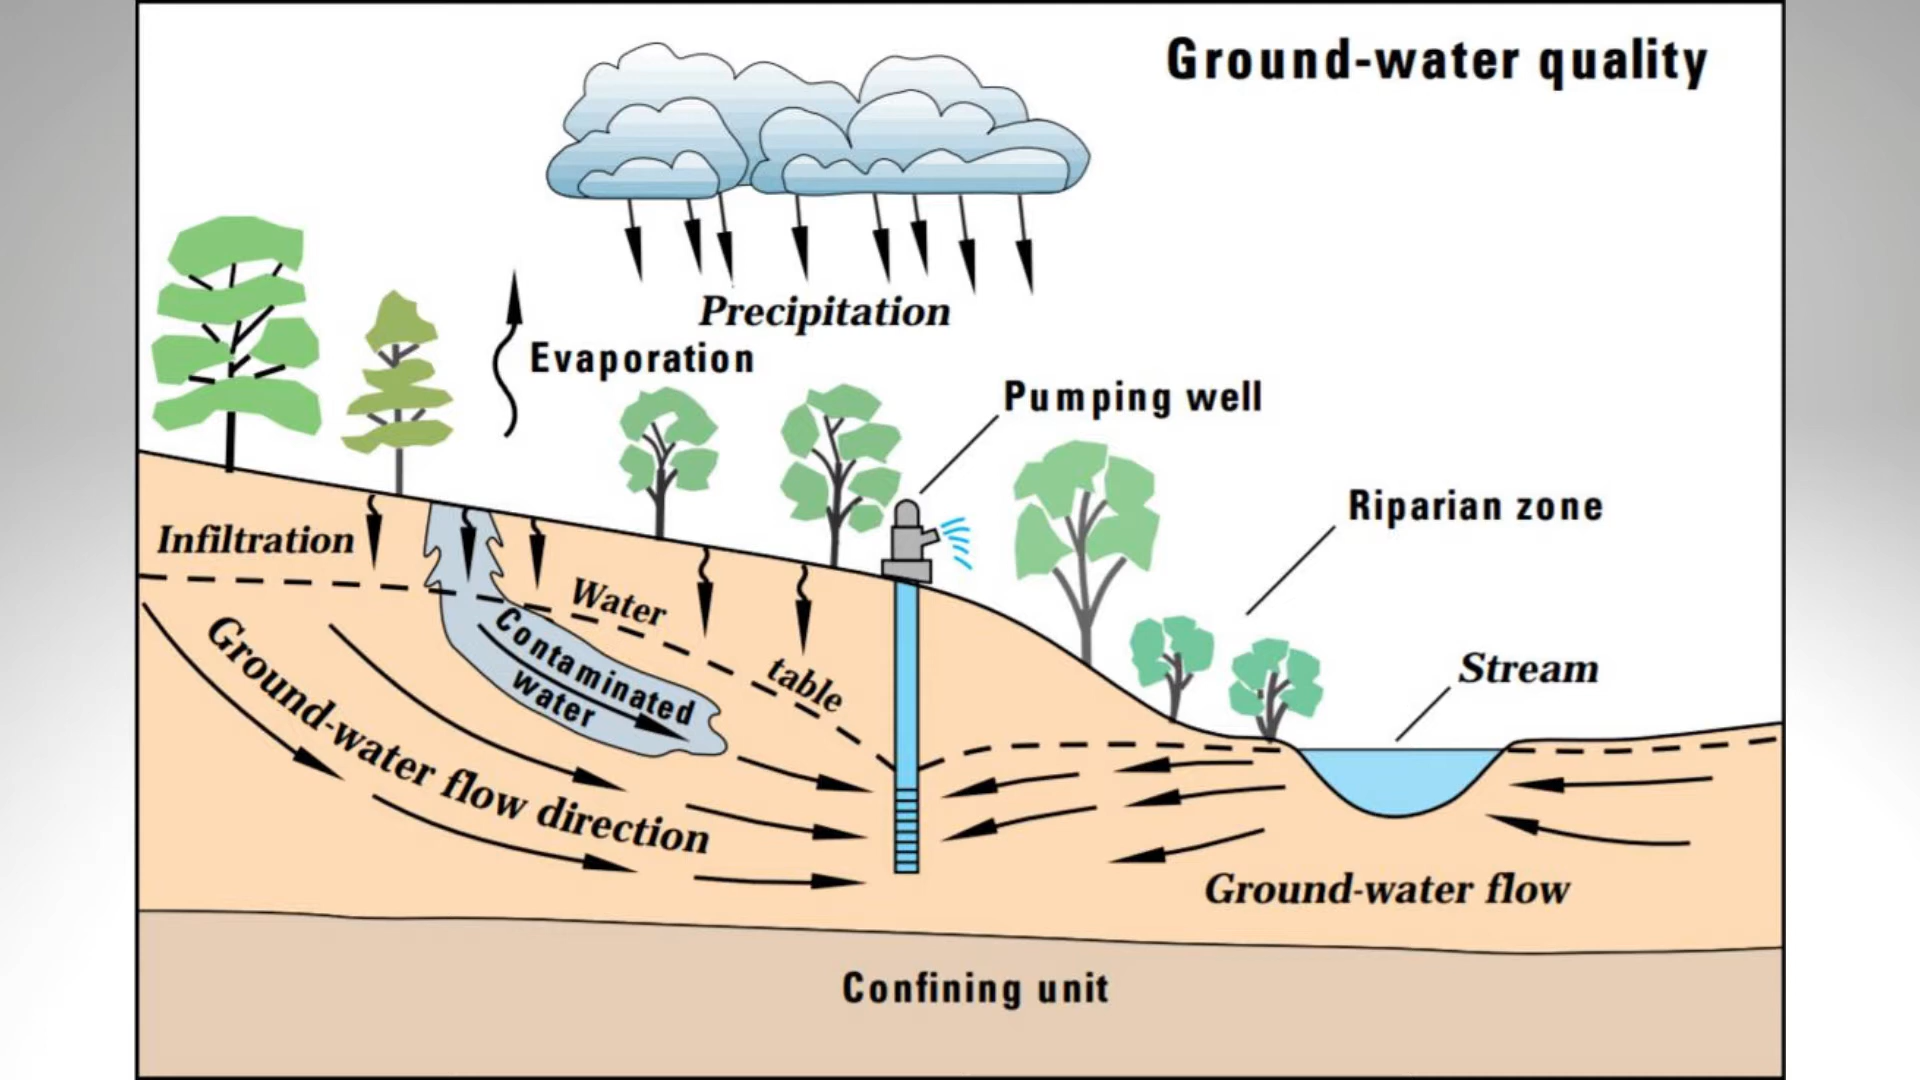 Ground-water quality
Precipitation
Evaporation
Pumping well
Riparian zone
Infiltration
Water
table
Stream
Contaminated
water
Ground-water flow direction
Ground-water flow
Confining unit